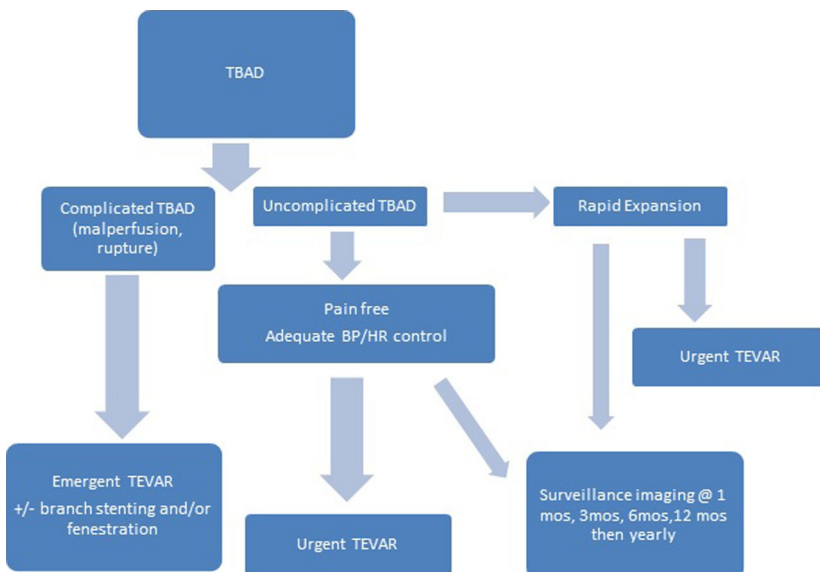 TBAD
Complicated TBAD
(malperfusion,
rupture)
Uncomplicated TBAD
Rapid Expansion
Pain free
Adequate BP/HR control
Urgent TEVAR
Emergent TEVAR
+/- branch stenting and/or
fenestration
Urgent TEVAR
Surveillance imaging @ 1
mos, 3mos, 6mos,12 mos
then yearly